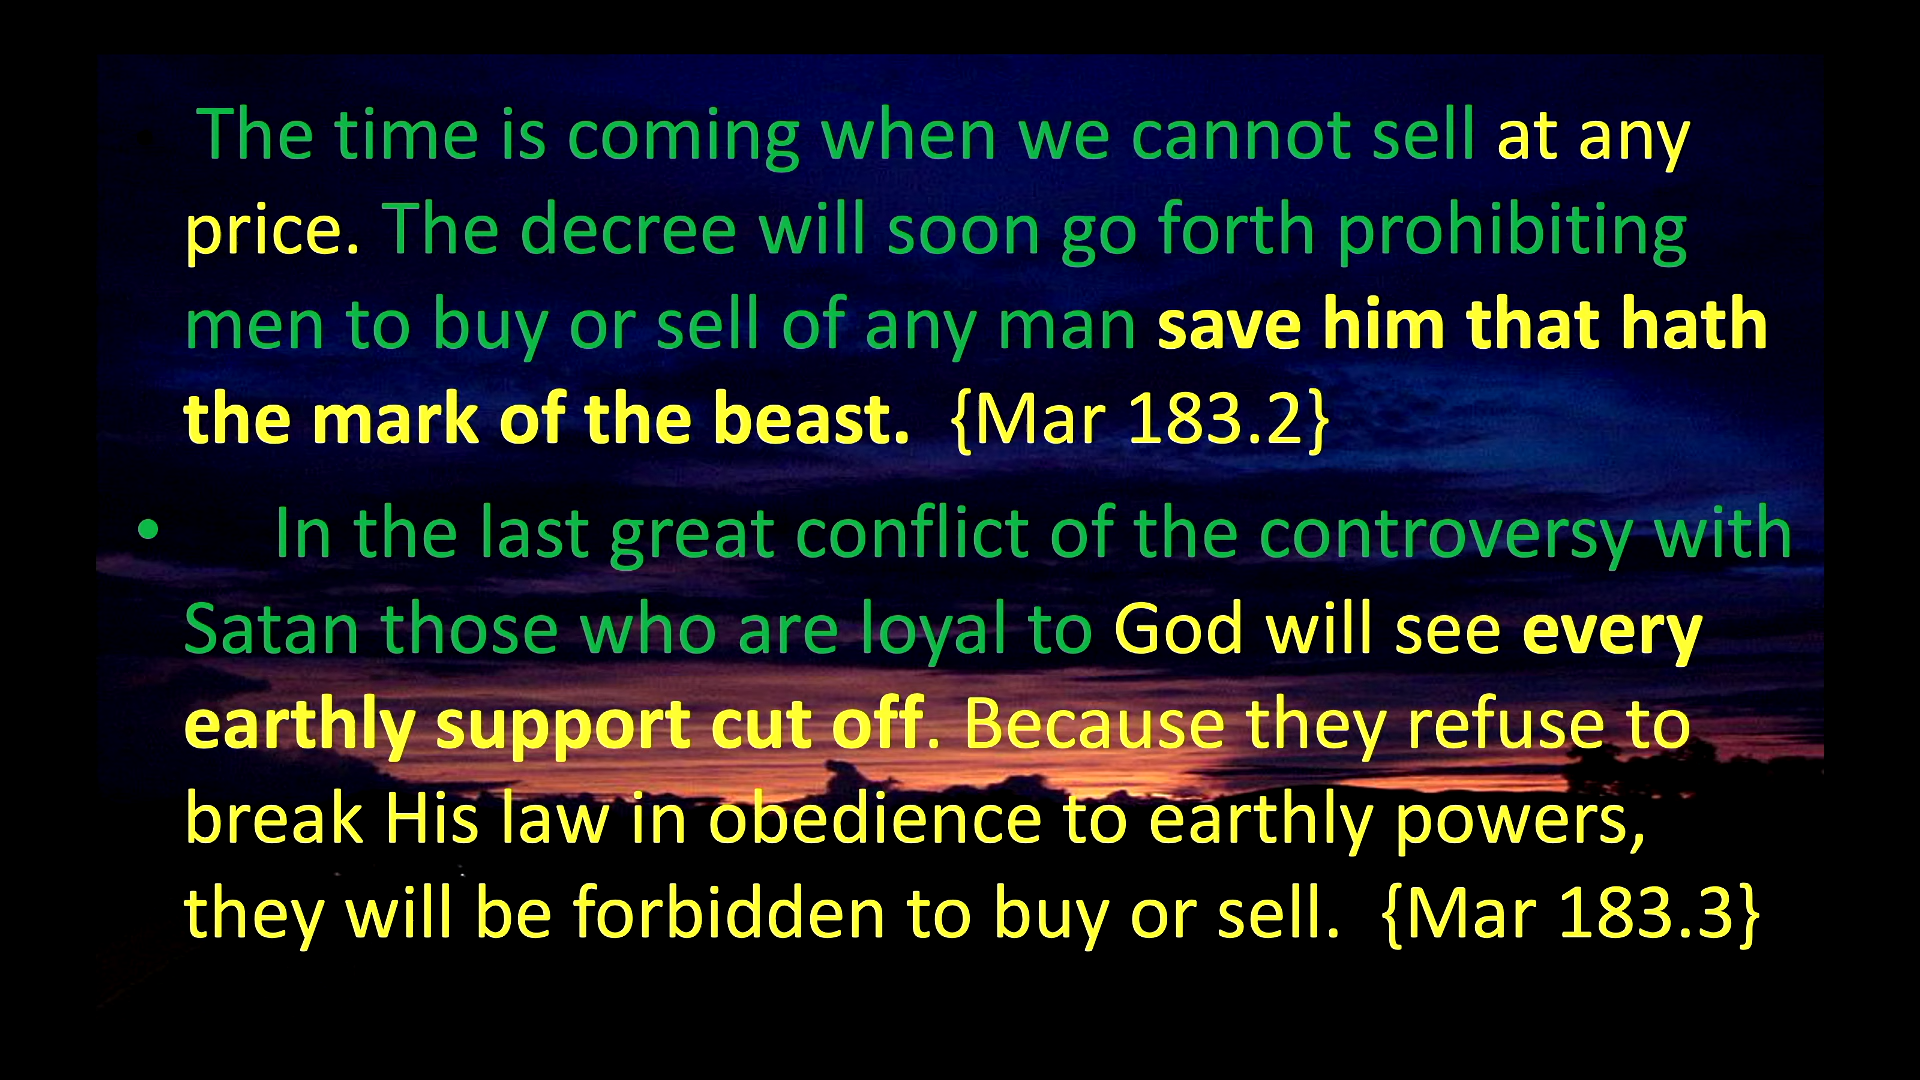 The time is coming when we cannot sell at any
price. The decree will soon go forth prohibiting
men to buy or sell of any man save him that hath
the mark of the beast.  {Mar 183.2}
•    In the last great conflict of the controversy with
Satan those who are loyal to God will see every
earthly support cut off. Because they refuse to
break His law in obedience to earthly powers,
they will be forbidden to buy or sell.  {Mar 183.3}